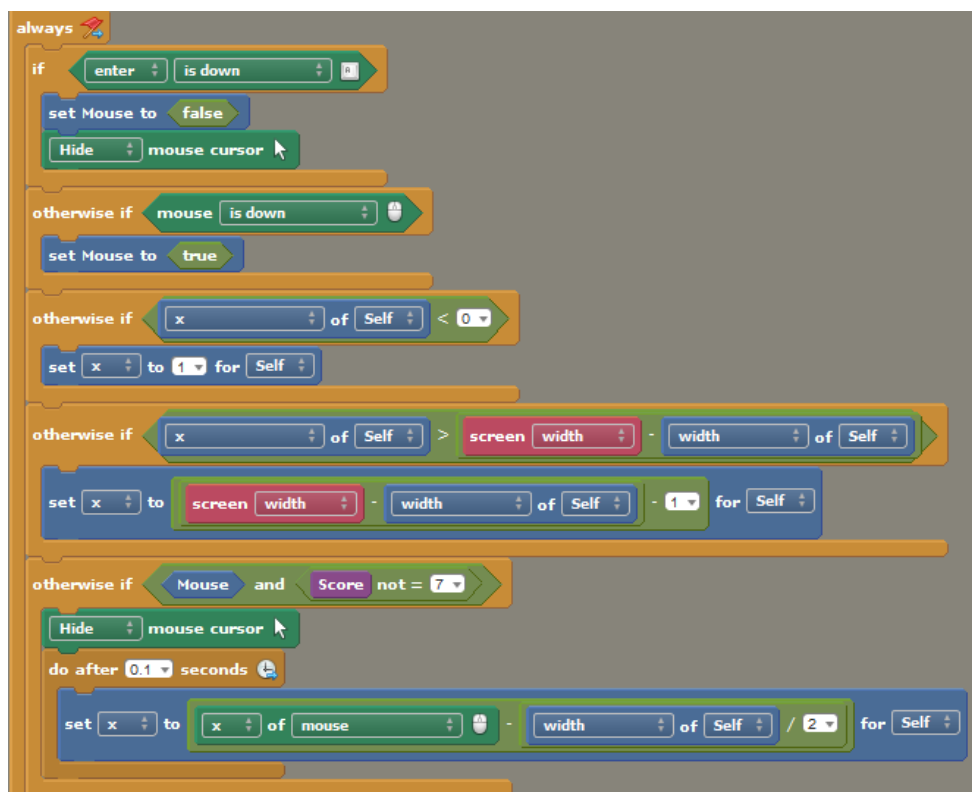 always
if enter is down
set Mouse to false
Hide mouse cursor
otherwise if mouse is down
set Mouse to true
otherwise if x of Self < 0
set x to 1 for Self
otherwise if x of Self > screen width - width of Self
set x to screen width - width of Self - 1 for Self
otherwise if Mouse and Score not = 7
Hide mouse cursor
do after 0.1 seconds
set x to x of mouse - width of Self / 2 for Self